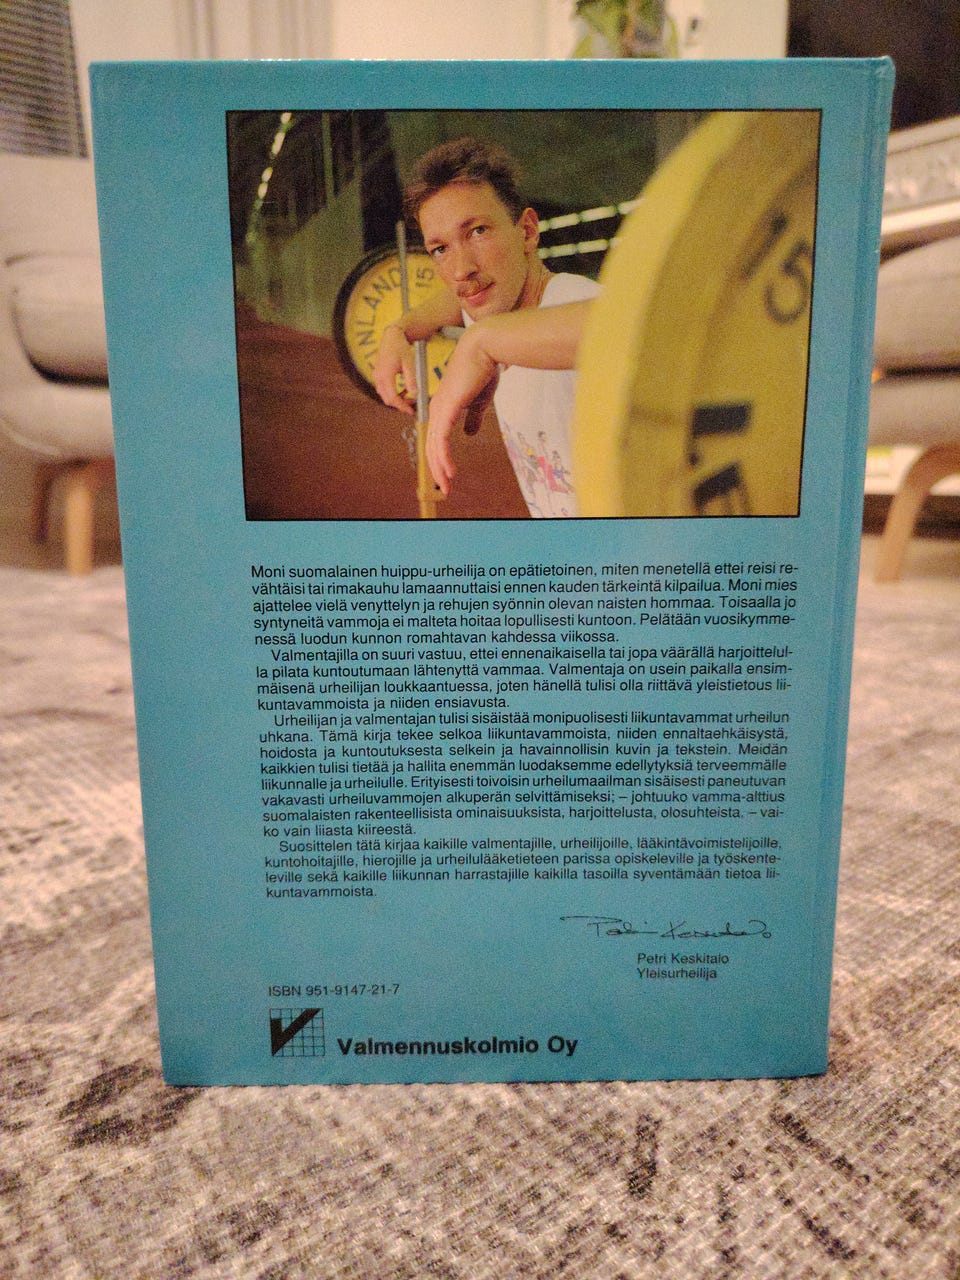 FINLAND 15
15
Moni suomalainen huippu-urheilija on epätietoinen, miten menetellä ettei reisi re-
vähtäisi tai rimakauhu lamaannuttaisi ennen kauden tärkeintä kilpailua. Moni mies
ajattelee vielä venyttelyn ja rehujen syönnin olevan naisten hommaa. Toisaalla jo
syntyneitä vammoja ei malteta hoitaa lopullisesti kuntoon. Pelätään vuosikymme-
nessä luodun kunnon romahtavan kahdessa viikossa.
Valmentajilla on suuri vastuu, ettei ennenaikaisella tai jopa väärällä harjoittelul-
la pilata kuntoutumaan lähtenyttä vammaa. Valmentaja on usein paikalla ensim-
mäisenä urheilijan loukkaantuessa, joten hänellä tulisi olla riittävä yleistietous lii-
kuntavammoista ja niiden ensiavusta.
Urheilijan ja valmentajan tulisi sisäistää monipuolisesti liikuntavammat urheilun
uhkana. Tämä kirja tekee selkoa liikuntavammoista, niiden ennaltaehkäisystä,
hoidosta ja kuntoutuksesta selkein ja havainnollisin kuvin ja tekstein. Meidän
kaikkien tulisi tietää ja hallita enemmän luodaksemme edellytyksiä terveemmälle
liikunnalle ja urheilulle. Erityisesti toivoisin urheilumaailman sisäisesti paneutuvan
vakavasti urheiluvammojen alkuperän selvittämiseksi; – johtuuko vamma-alttius
suomalaisten rakenteellisista ominaisuuksista, harjoittelusta, olosuhteista, – vai-
ko vain liiasta kiireestä.
Suosittelen tätä kirjaa kaikille valmentajille, urheilijoille, lääkintävoimistelijoille,
kuntohoitajille, hierojille ja urheilulääketieteen parissa opiskeleville ja työskente-
leville sekä kaikille liikunnan harrastajille kaikilla tasoilla syventämään tietoa lii-
kuntavammoista.
Petri Keskitalo
Petri Keskitalo
Yleisurheilija
ISBN 951-9147-21-7
Valmennuskolmio Oy